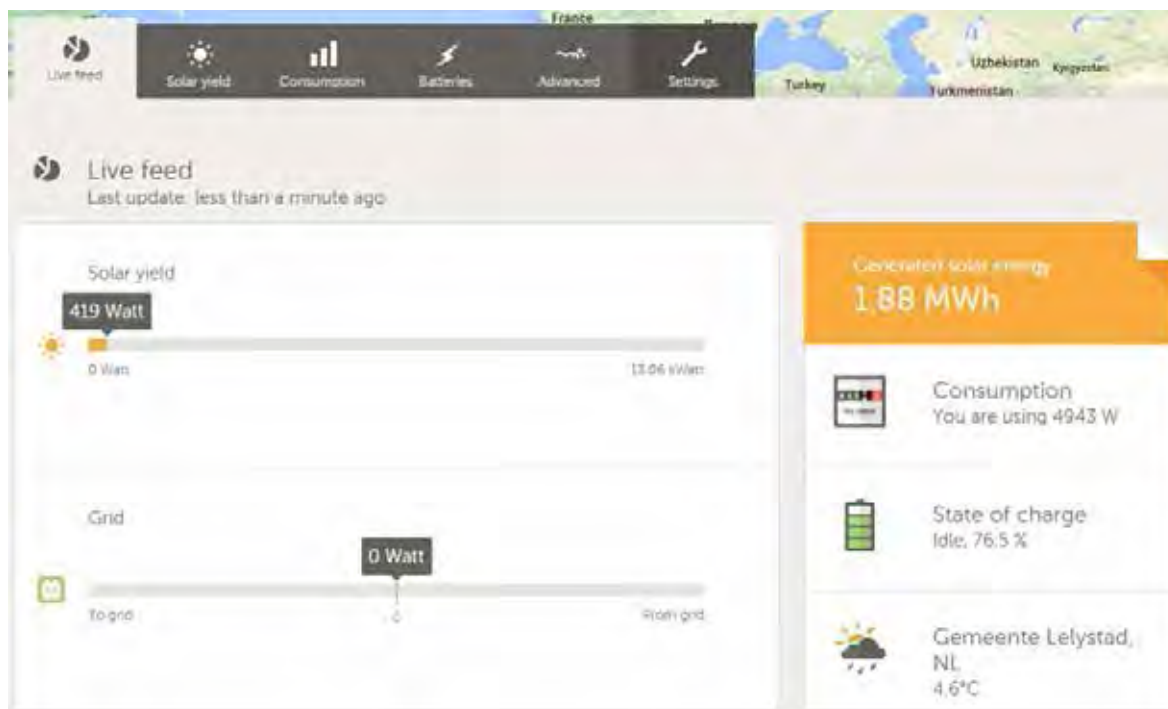 France
Live feed
Solar yield
Consumption
Batteries
Advanced
Settings
Turkey
Uzbekistan
Kyrgyzstan
Turkmenistan
Live feed
Last update: less than a minute ago
Solar yield
419 Watt
0 Watt
13.06 kWatt
Grid
0 Watt
To grid
0
From grid
Generated solar energy
1.88 MWh
Consumption
You are using 4943 W
State of charge
Idle, 76.5 %
Gemeente Lelystad,
NL
4.6°C